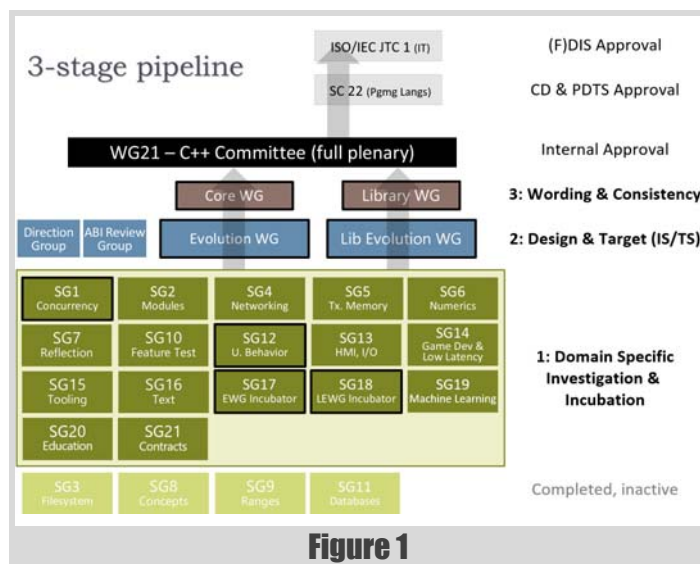 3-stage pipeline
ISO/IEC JTC 1 (IT)
(F)DIS Approval
SC 22 (Pgmg Langs)
CD & PDTS Approval
WG21 – C++ Committee (full plenary)
Internal Approval
Core WG
Library WG
3: Wording & Consistency
Direction
Group
ABI Review
Group
Evolution WG
Lib Evolution WG
2: Design & Target (IS/TS)
SG1
Concurrency
SG2
Modules
SG4
Networking
SG5
Tx. Memory
SG6
Numerics
SG7
Reflection
SG10
Feature Test
SG12
U. Behavior
SG13
HMI, I/O
SG14
Game Dev &
Low Latency
SG15
Tooling
SG16
Text
SG17
EWG Incubator
SG18
LEWG Incubator
SG19
Machine Learning
SG20
Education
SG21
Contracts
1: Domain Specific
Investigation &
Incubation
SG3
Filesystem
SG8
Concepts
SG9
Ranges
SG11
Databases
Completed, inactive
Figure 1